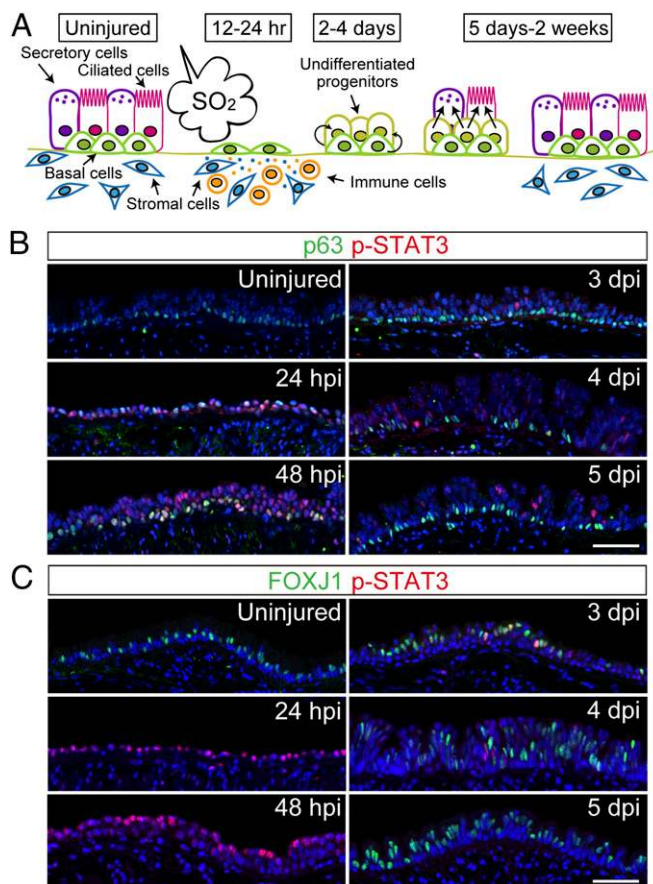 A
Uninjured
12-24 hr
2-4 days
5 days-2 weeks
Secretory cells
Ciliated cells
SO2
Undifferentiated
progenitors
Basal cells
Stromal cells
Immune cells
B
p63 p-STAT3
Uninjured
3 dpi
24 hpi
4 dpi
48 hpi
5 dpi
C
FOXJ1 p-STAT3
Uninjured
3 dpi
24 hpi
4 dpi
48 hpi
5 dpi